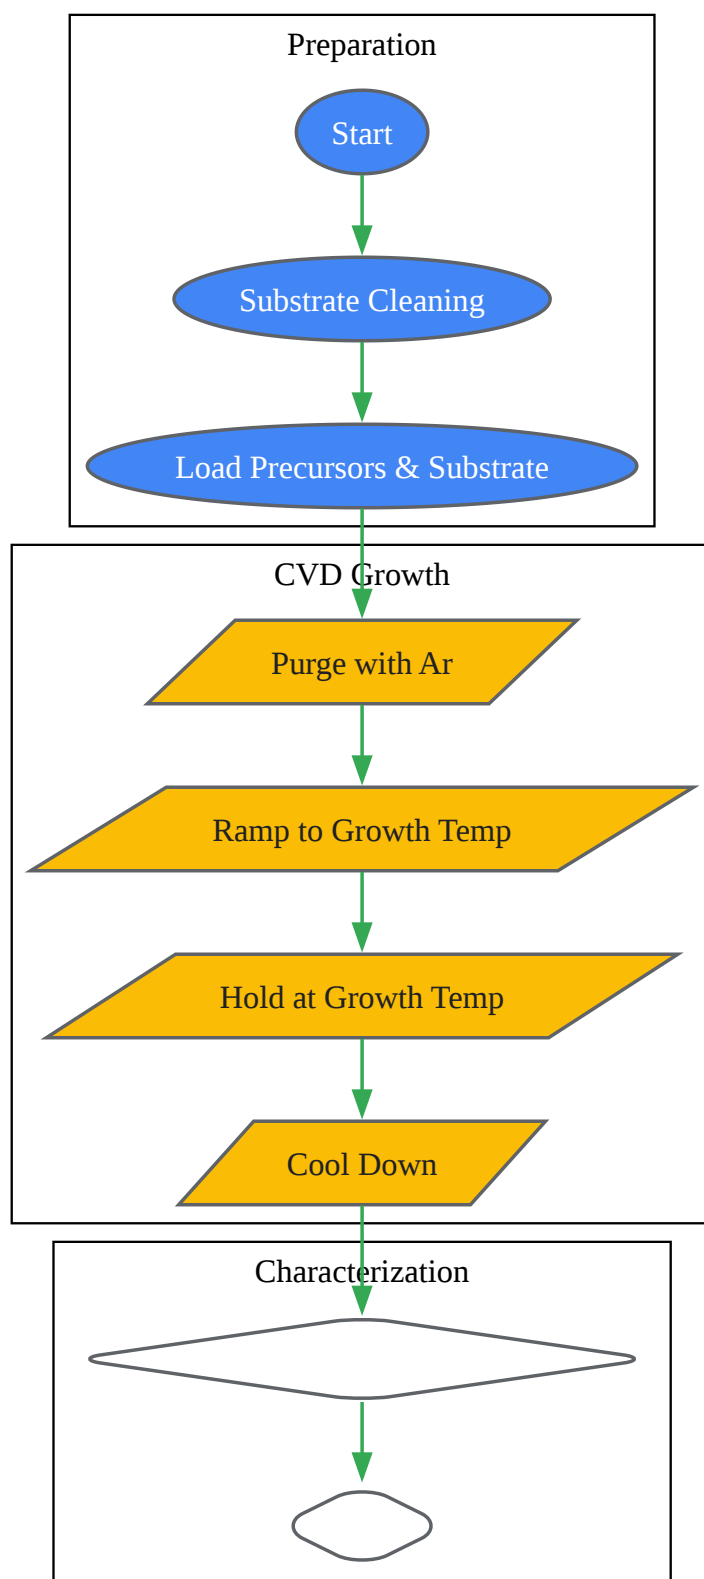 Preparation
Start
Substrate Cleaning
Load Precursors & Substrate
CVD Growth
Purge with Ar
Ramp to Growth Temp
Hold at Growth Temp
Cool Down
Characterization